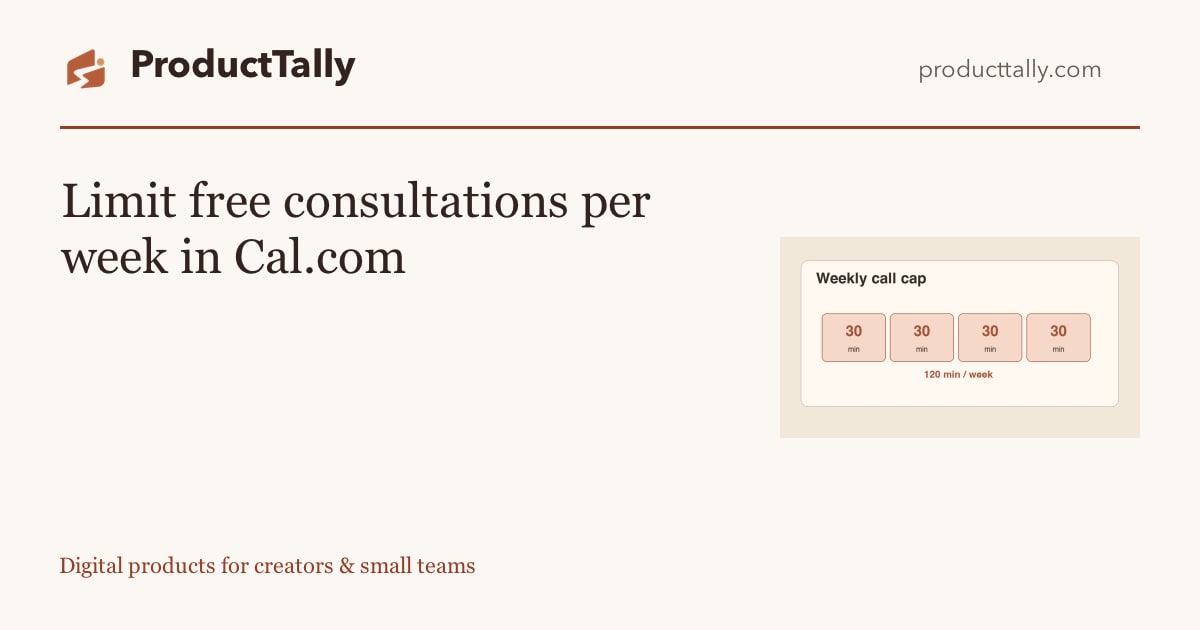 ProductTally
producttally.com
Limit free consultations per
week in Cal.com
Weekly call cap
30 30 30 30
min min min min
120 min / week
Digital products for creators & small teams